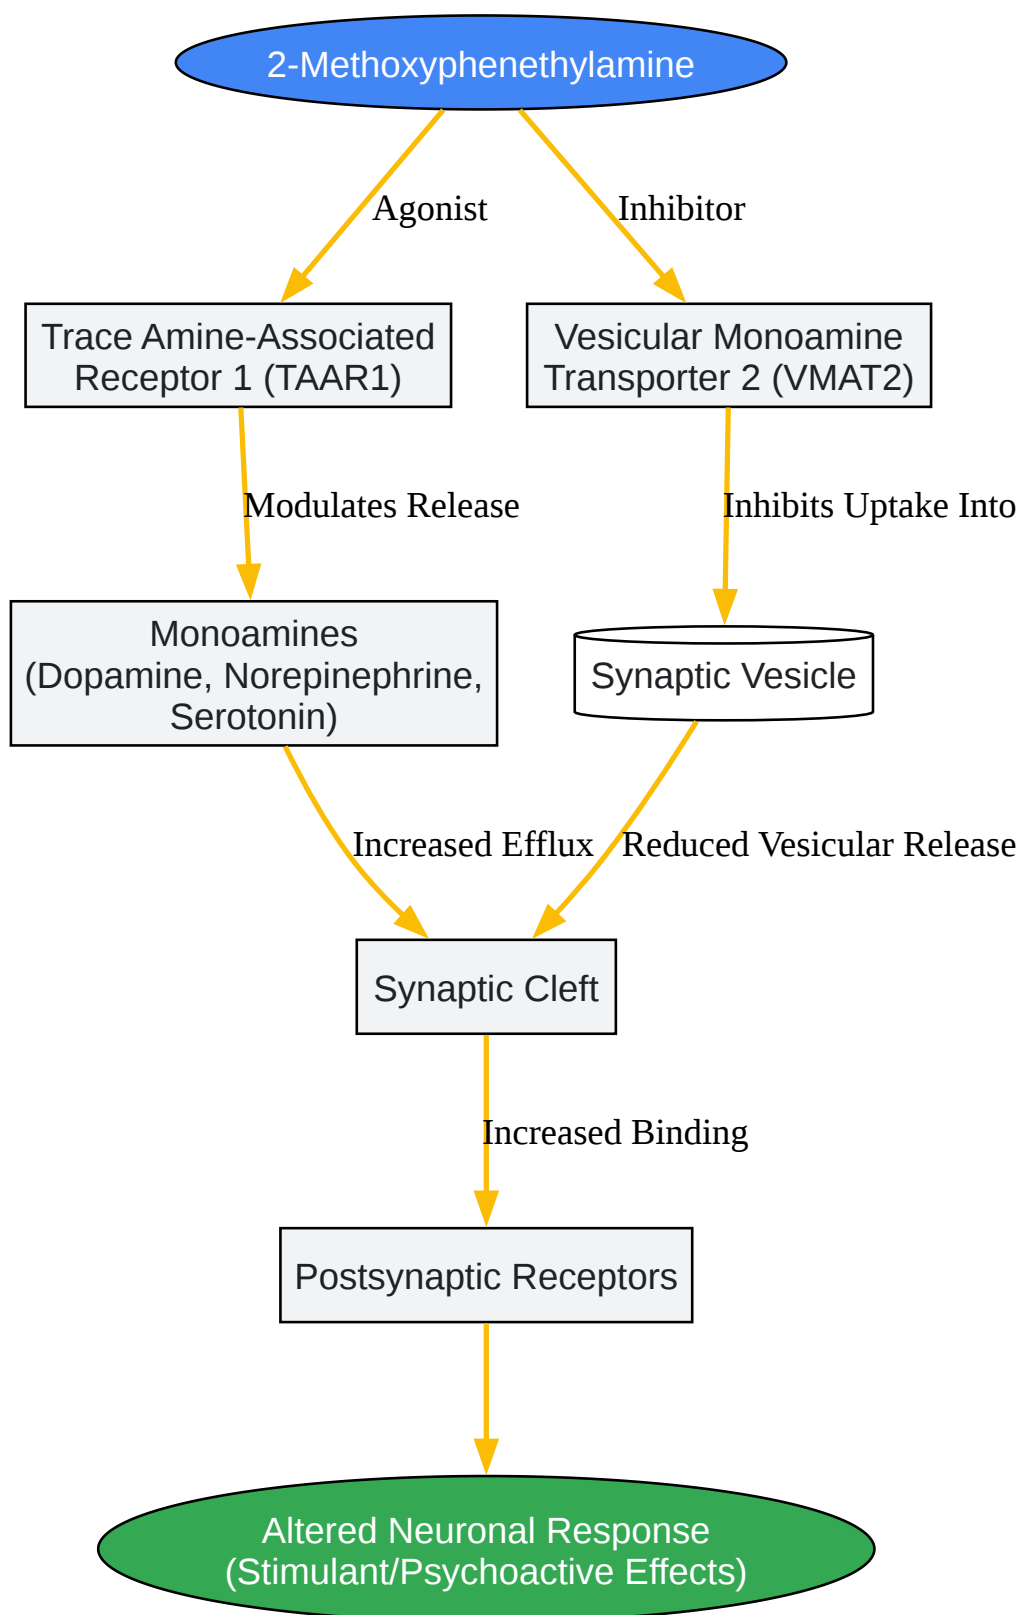 2-Methoxyphenethylamine
Agonist
Inhibitor
Trace Amine-Associated
Receptor 1 (TAAR1)
Vesicular Monoamine
Transporter 2 (VMAT2)
Modulates Release
Inhibits Uptake Into
Monoamines
(Dopamine, Norepinephrine,
Serotonin)
Synaptic Vesicle
Increased Efflux
Reduced Vesicular Release
Synaptic Cleft
Increased Binding
Postsynaptic Receptors
Altered Neuronal Response
(Stimulant/Psychoactive Effects)